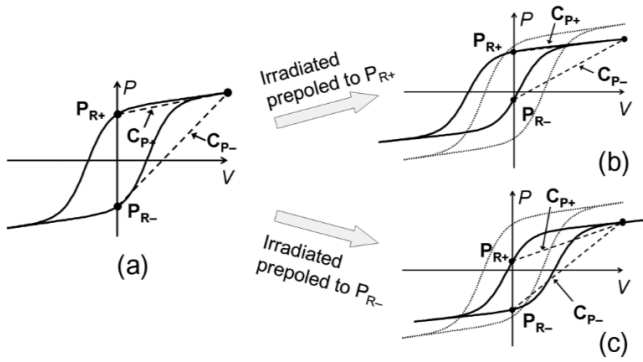 P
P_R+
C_P+
C_P−
V
P_R−
(a)
Irradiated
prepoled to P_R+
P
C_P+
P_R+
V
C_P−
P_R−
(b)
Irradiated
prepoled to P_R−
P
C_P+
P_R+
V
P_R−
C_P−
(c)